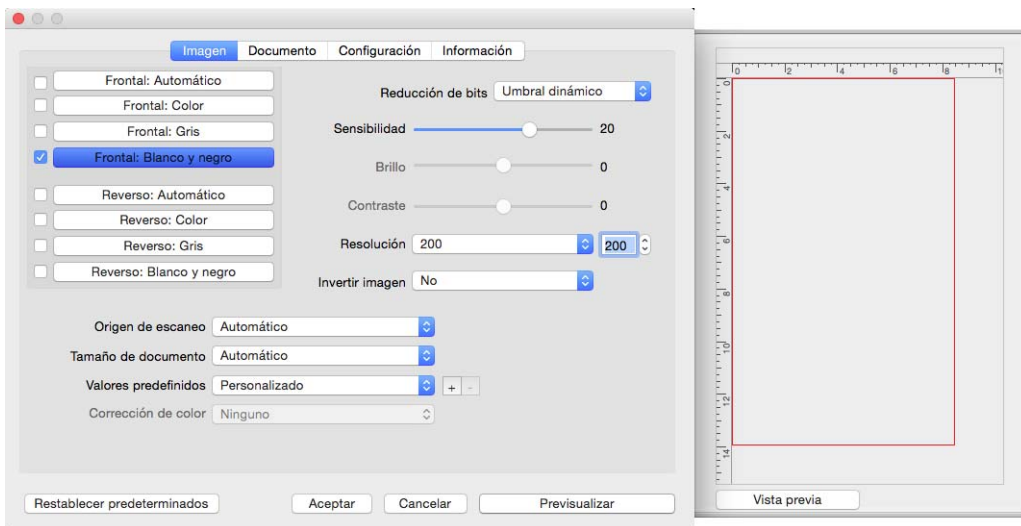 Imagen Documento Configuración Información
Frontal: Automático
Frontal: Color
Frontal: Gris
Frontal: Blanco y negro
Reverso: Automático
Reverso: Color
Reverso: Gris
Reverso: Blanco y negro
Reducción de bits Umbral dinámico
Sensibilidad 20
Brillo 0
Contraste 0
Resolución 200 200
Invertir imagen No
Origen de escaneo Automático
Tamaño de documento Automático
Valores predefinidos Personalizado + -
Corrección de color Ninguno
Restablecer predeterminados Aceptar Cancelar Previsualizar
0 2 4 6 8
0
2
4
6
8
10
12
14
Vista previa